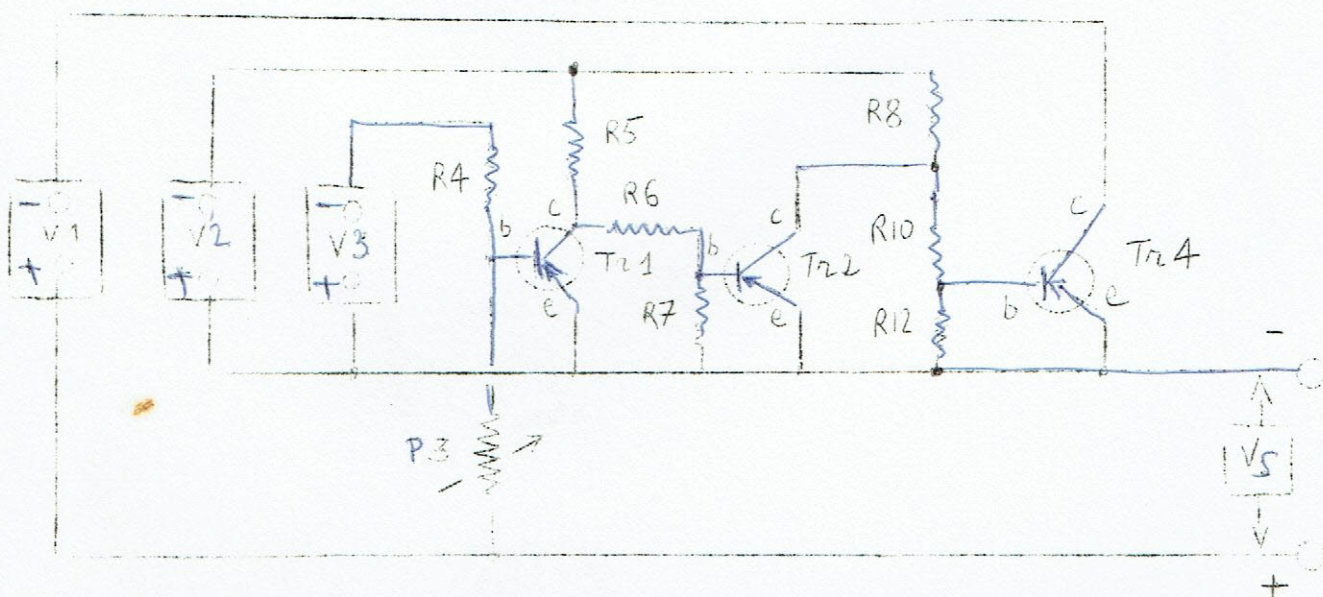 R8
R5
R4
R6
- - -
c c c
V1 V2 V3
b b
R10
Tr1 Tr2 Tr4
+ + +
e R7 e R12 b e
-
P3
VS
+